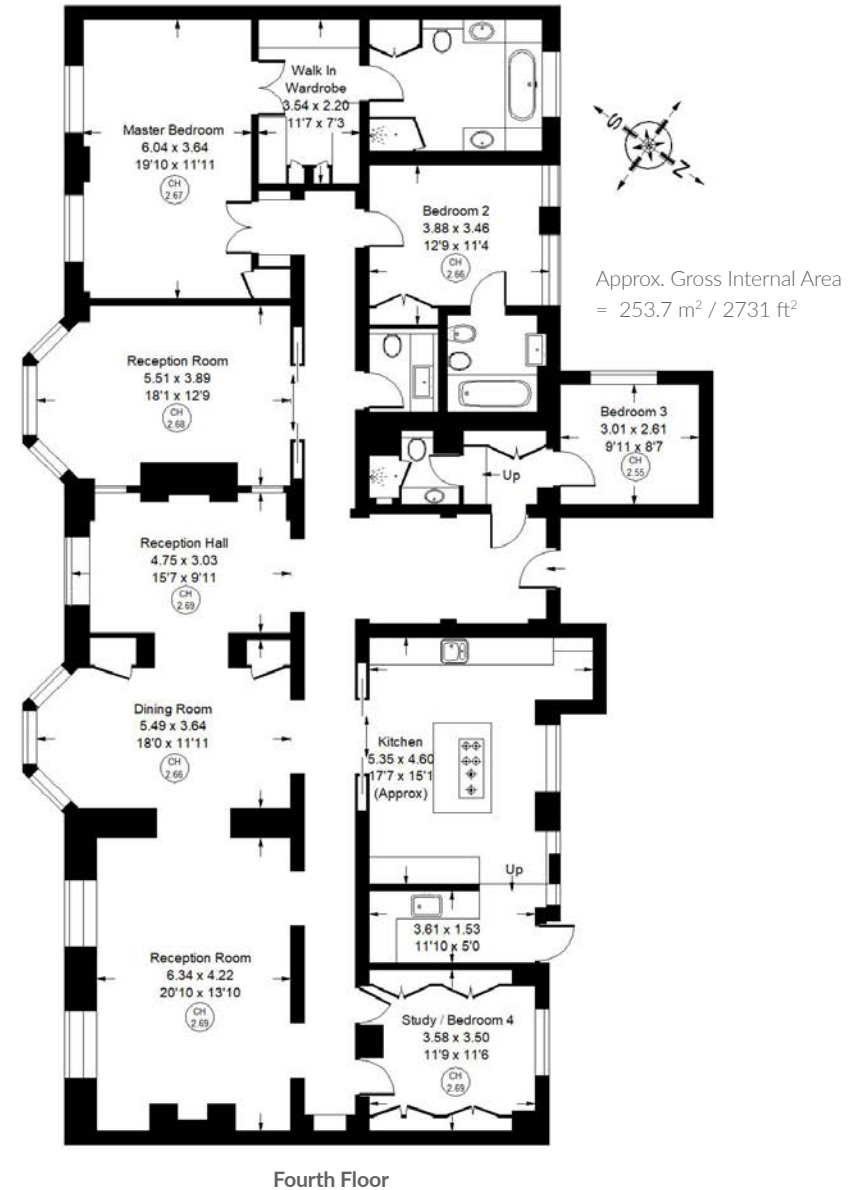 Walk In
Wardrobe
3.54 x 2.20
11'7 x 7'3
Master Bedroom
6.04 x 3.64
19'10 x 11'11
CH
2.67
S
N
Bedroom 2
3.88 x 3.46
12'9 x 11'4
CH
2.66
Approx. Gross Internal Area
= 253.7 m² / 2731 ft²
Reception Room
5.51 x 3.89
18'1 x 12'9
CH
2.68
Bedroom 3
3.01 x 2.61
9'11 x 8'7
CH
2.55
Up
Reception Hall
4.75 x 3.03
15'7 x 9'11
CH
2.69
Dining Room
5.49 x 3.64
18'0 x 11'11
CH
2.66
Kitchen
5.35 x 4.60
17'7 x 15'1
(Approx)
Up
3.61 x 1.53
11'10 x 5'0
Reception Room
6.34 x 4.22
20'10 x 13'10
CH
2.69
Study / Bedroom 4
3.58 x 3.50
11'9 x 11'6
CH
2.69
Fourth Floor